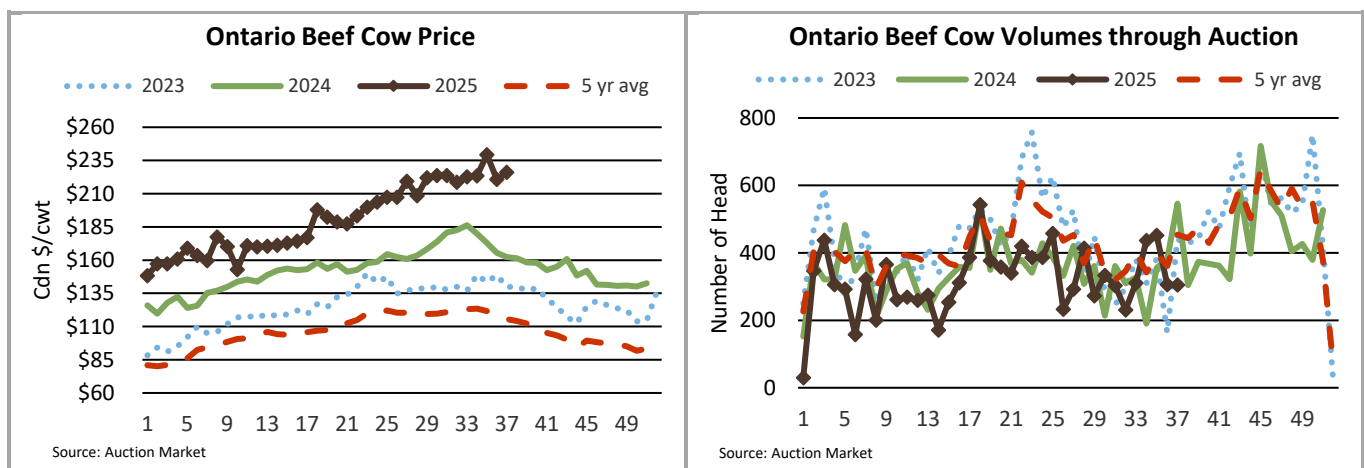 Ontario Beef Cow Price
2023 2024 2025 5 yr avg
Cdn $/cwt
$260
$235
$210
$185
$160
$135
$110
$85
$60
1 5 9 13 17 21 25 29 33 37 41 45 49
Source: Auction Market
Ontario Beef Cow Volumes through Auction
2023 2024 2025 5 yr avg
Number of Head
800
600
400
200
0
1 5 9 13 17 21 25 29 33 37 41 45 49
Source: Auction Market